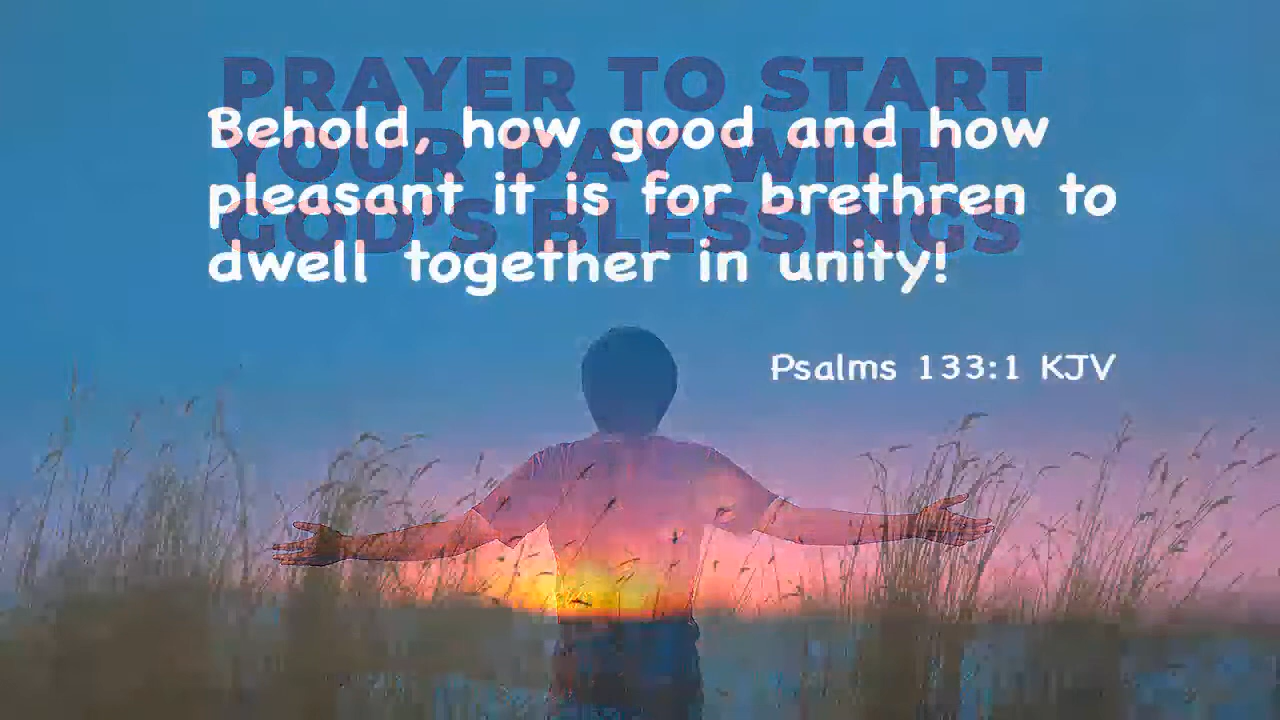 PRAYER TO START
Behold, how good and how
YOUR DAY WITH
pleasant it is for brethren to
GOD'S BLESSINGS
dwell together in unity!
Psalms 133:1 KJV